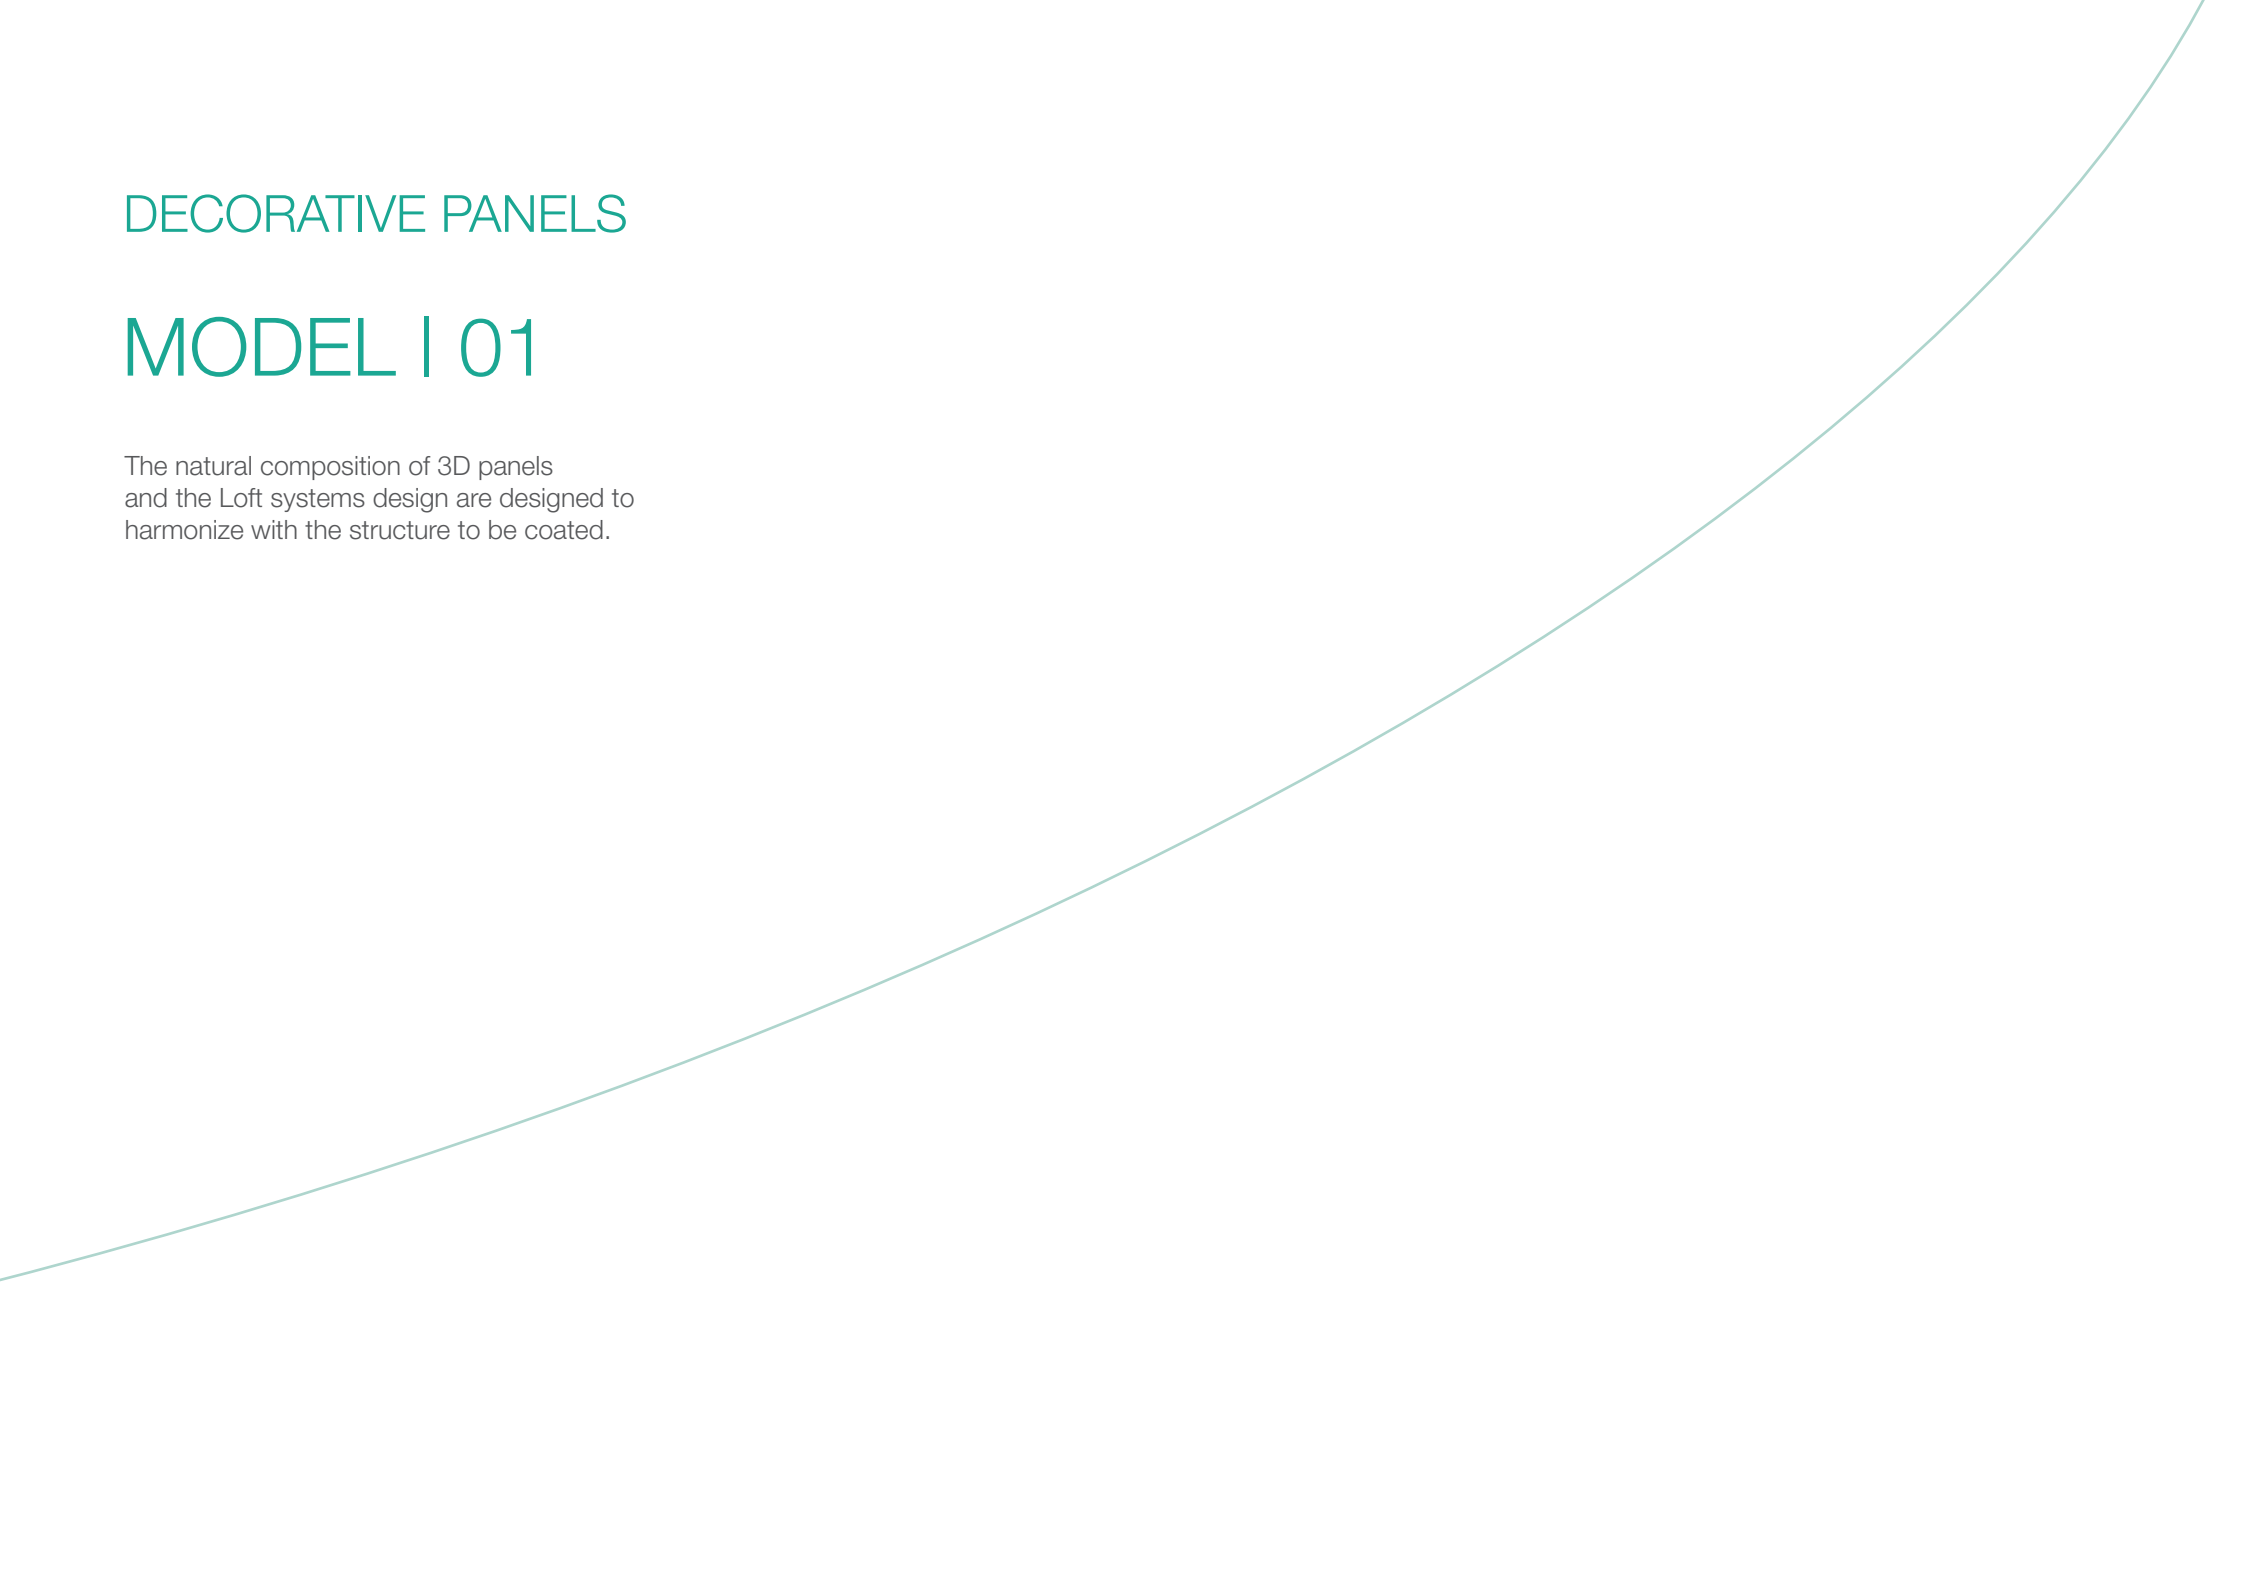 DECORATIVE PANELS
MODEL | 01
The natural composition of 3D panels
and the Loft systems design are designed to
harmonize with the structure to be coated.